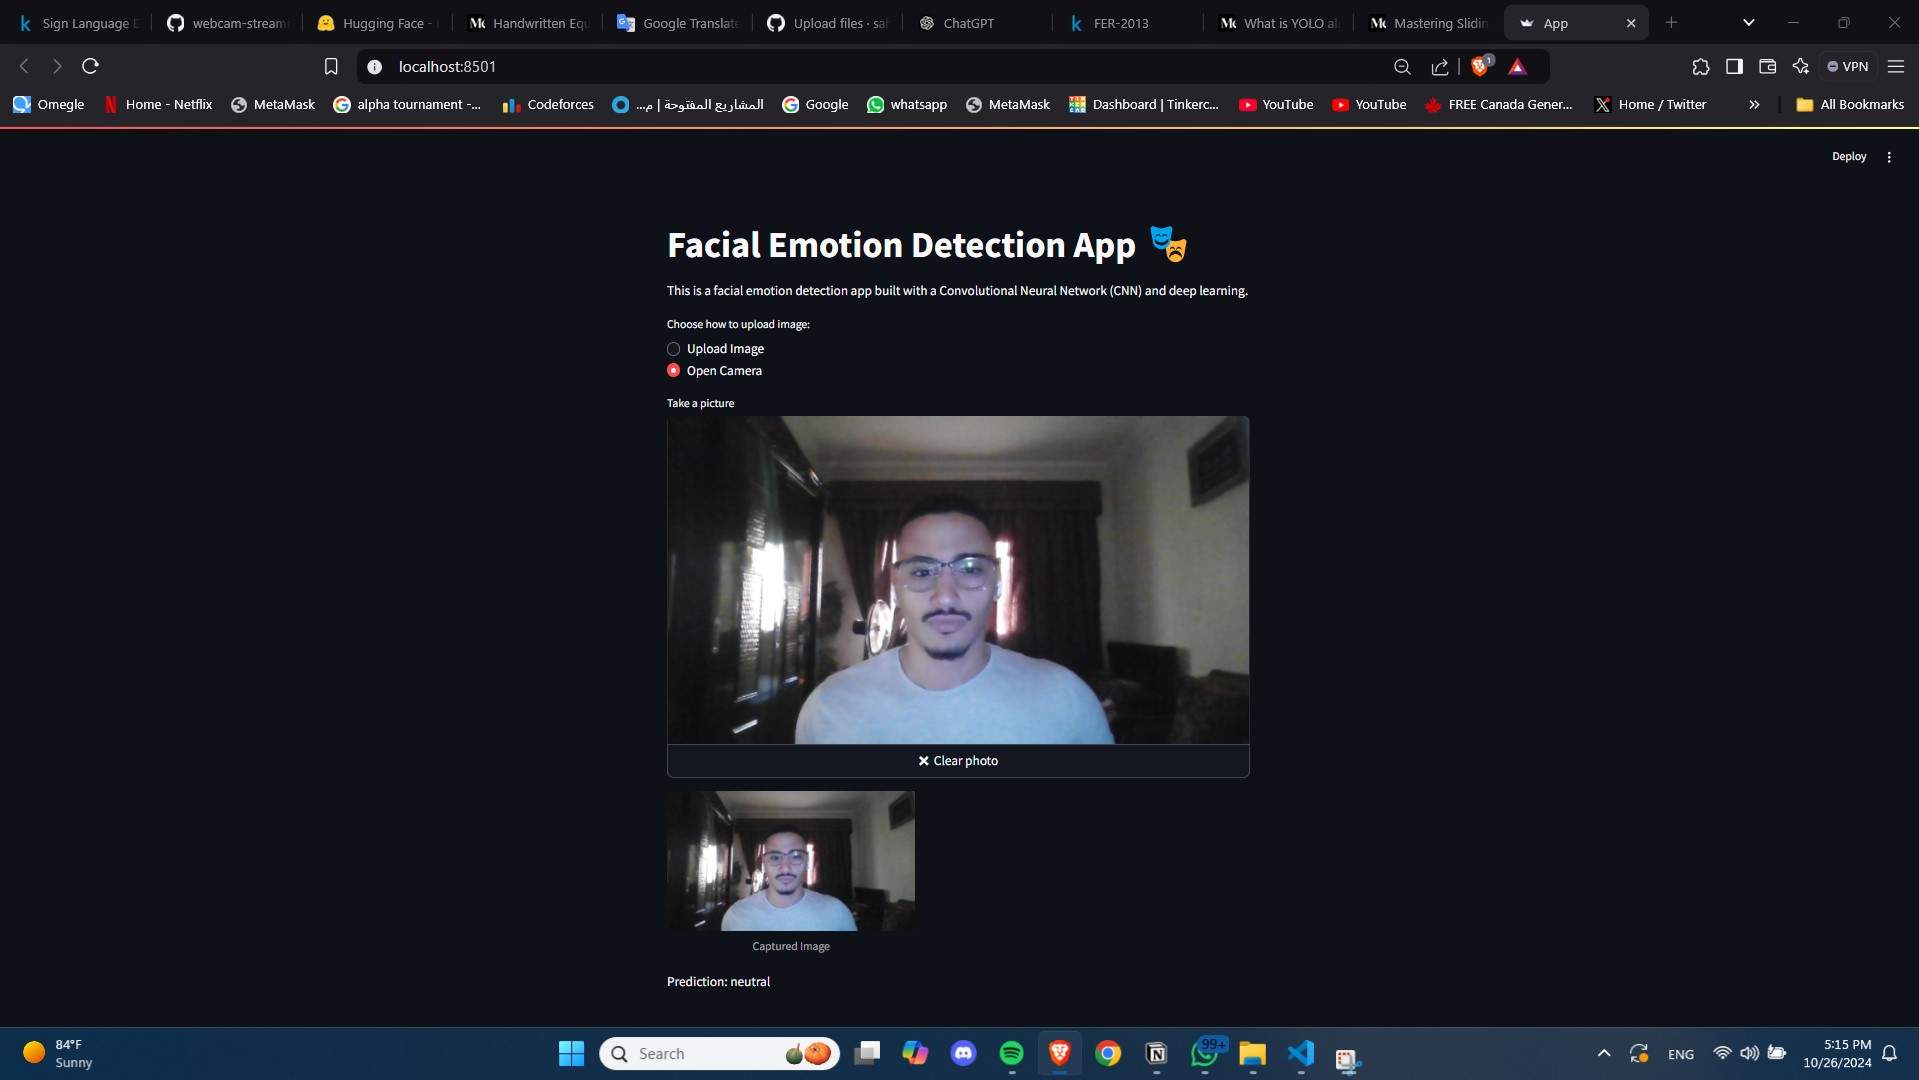 Sign Language D
webcam-streami
Hugging Face -
Handwritten Equ
Google Translate
Upload files · sal
ChatGPT
FER-2013
What is YOLO al
Mastering Slidin
App
localhost:8501
1
VPN
Omegle
Home - Netflix
MetaMask
alpha tournament -...
Codeforces
المشاريع المفتوحة | م...
Google
whatsapp
MetaMask
Dashboard | Tinkerc...
YouTube
YouTube
FREE Canada Gener...
Home / Twitter
All Bookmarks
Deploy
Facial Emotion Detection App
This is a facial emotion detection app built with a Convolutional Neural Network (CNN) and deep learning.
Choose how to upload image:
Upload Image
Open Camera
Take a picture
Clear photo
Captured Image
Prediction: neutral
84°F
Sunny
Search
99+
ENG
5:15 PM
10/26/2024